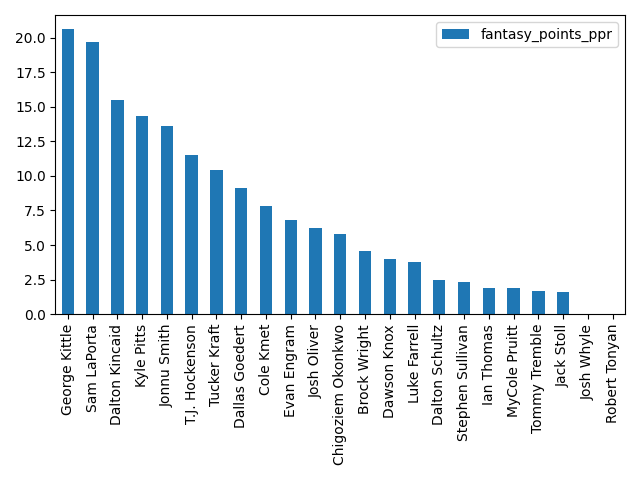 fantasy_points_ppr
20.0
17.5
15.0
12.5
10.0
7.5
5.0
2.5
0.0
George Kittle
Sam LaPorta
Dalton Kincaid
Kyle Pitts
Jonnu Smith
T.J. Hockenson
Tucker Kraft
Dallas Goedert
Cole Kmet
Evan Engram
Josh Oliver
Chigoziem Okonkwo
Brock Wright
Dawson Knox
Luke Farrell
Dalton Schultz
Stephen Sullivan
Ian Thomas
MyCole Pruitt
Tommy Tremble
Jack Stoll
Josh Whyle
Robert Tonyan